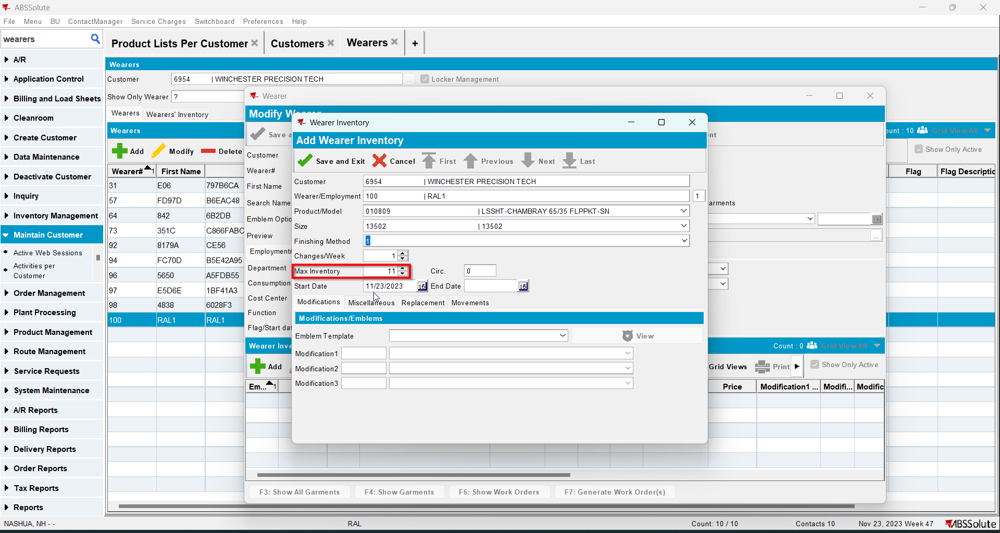 ABSSolute
File Menu BU ContactManager Service Charges Switchboard Preferences Help
wearers
Product Lists Per Customer
Customers
Wearers
+
A/R
Application Control
Billing and Load Sheets
Cleanroom
Create Customer
Data Maintenance
Deactivate Customer
Inquiry
Inventory Management
Maintain Customer
Active Web Sessions
Activities per
Customer
Order Management
Plant Processing
Product Management
Route Management
Service Requests
System Maintenance
A/R Reports
Billing Reports
Delivery Reports
Order Reports
Tax Reports
Reports
Wearers
Customer 6954 | WINCHESTER PRECISION TECH ... Locker Management
Show Only Wearer ?
Wearers Wearers' Inventory
Wearers
Add Modify Delete
Wearer# 1 First Name
31 E06 797B6CA
57 FD97D B6EAC48
64 842 6B2DB
73 351C C866FABC
92 8179A CE56
94 FC70D B5E42A95
96 5650 A5FDB55
97 E5D6E 1BF41A3
98 4838 6028F3
100 RAL1 RAL1
ount : 10 Grid View All
Show Only Active
Flag Flag Descriptio
Wearer
Modify Wearer
Save a
nt
Customer
Wearer#
First Name
Search Name
arments
Emblem Optio
16
Preview
...
Employment#
Department
Consumption
Cost Center
Function
Flag/Start dat
Wearer Inve
Count : 0 Grid View All
Add
Grid Views Print Show Only Active
Em... 1
Price Modification1 ... Modifi... Modific
F3: Show All Garments F4: Show Garments F6: Show Work Orders F7: Generate Work Order(s)
Wearer Inventory
Add Wearer Inventory
Save and Exit Cancel First Previous Next Last
Customer 6954 | WINCHESTER PRECISION TECH
Wearer/Employment 100 | RAL1 1
Product/Model 010809 | LSSHT-CHAMBRAY 65/35 FLPPKT-SN
Size 13502 | 13502
Finishing Method 1
Changes/Week 1
Max Inventory 11 Circ. 0
Start Date 11/23/2023 16 End Date 16
Modifications Miscellaneous Replacement Movements
Modifications/Emblems
Emblem Template View
Modification1
Modification2
Modification3
NASHUA, NH - - RAL Count: 10 / 10 Contacts 10 Nov 23, 2023 Week 47 ABSSolute